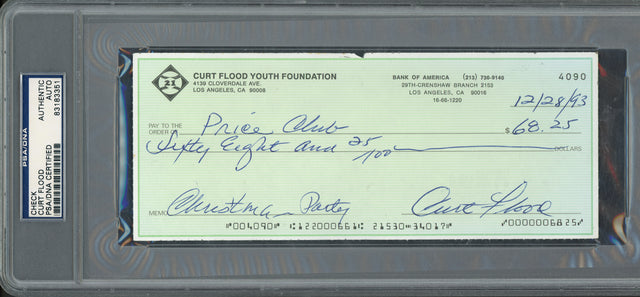 PSA/DNA
CHECK
CURT FLOOD
PSA/DNA CERTIFIED
AUTHENTIC
AUTO
83183351
21
CURT FLOOD YOUTH FOUNDATION
4139 CLOVERDALE AVE.
LOS ANGELES, CA 90008
BANK OF AMERICA (213) 736-9146
29TH-CRENSHAW BRANCH 2153
LOS ANGELES, CA 90016
16-66-1220
4090
12/28/93
PAY TO THE
ORDER OF Price Club $ 68.25
Sixty Eight and 25/100 DOLLARS
MEMO Christmas Party Curt Flood
⑈004090⑈ ⑆122000661⑆ 21530⑉34017⑈ ⑈0000006825⑈